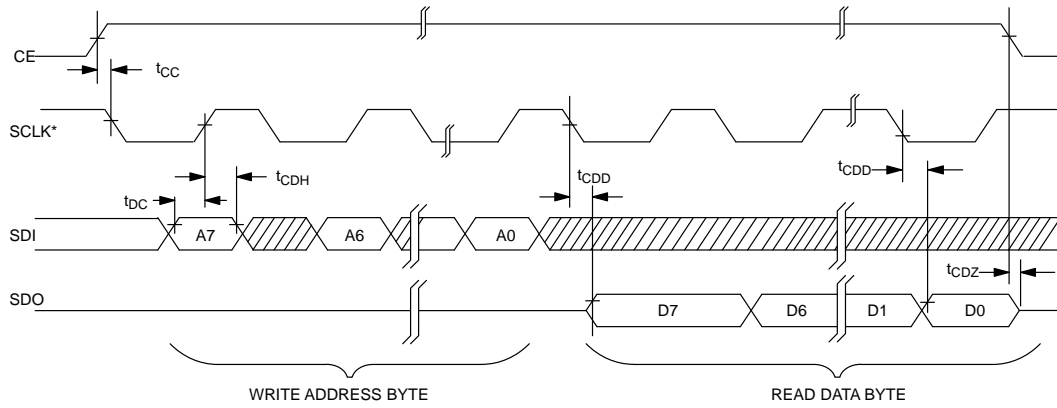 CE
tCC
SCLK*
tCDH
tCDD
tCDD
tDC
SDI
A7
A6
A0
tCDZ
SDO
D7
D6
D1
D0
WRITE ADDRESS BYTE
READ DATA BYTE